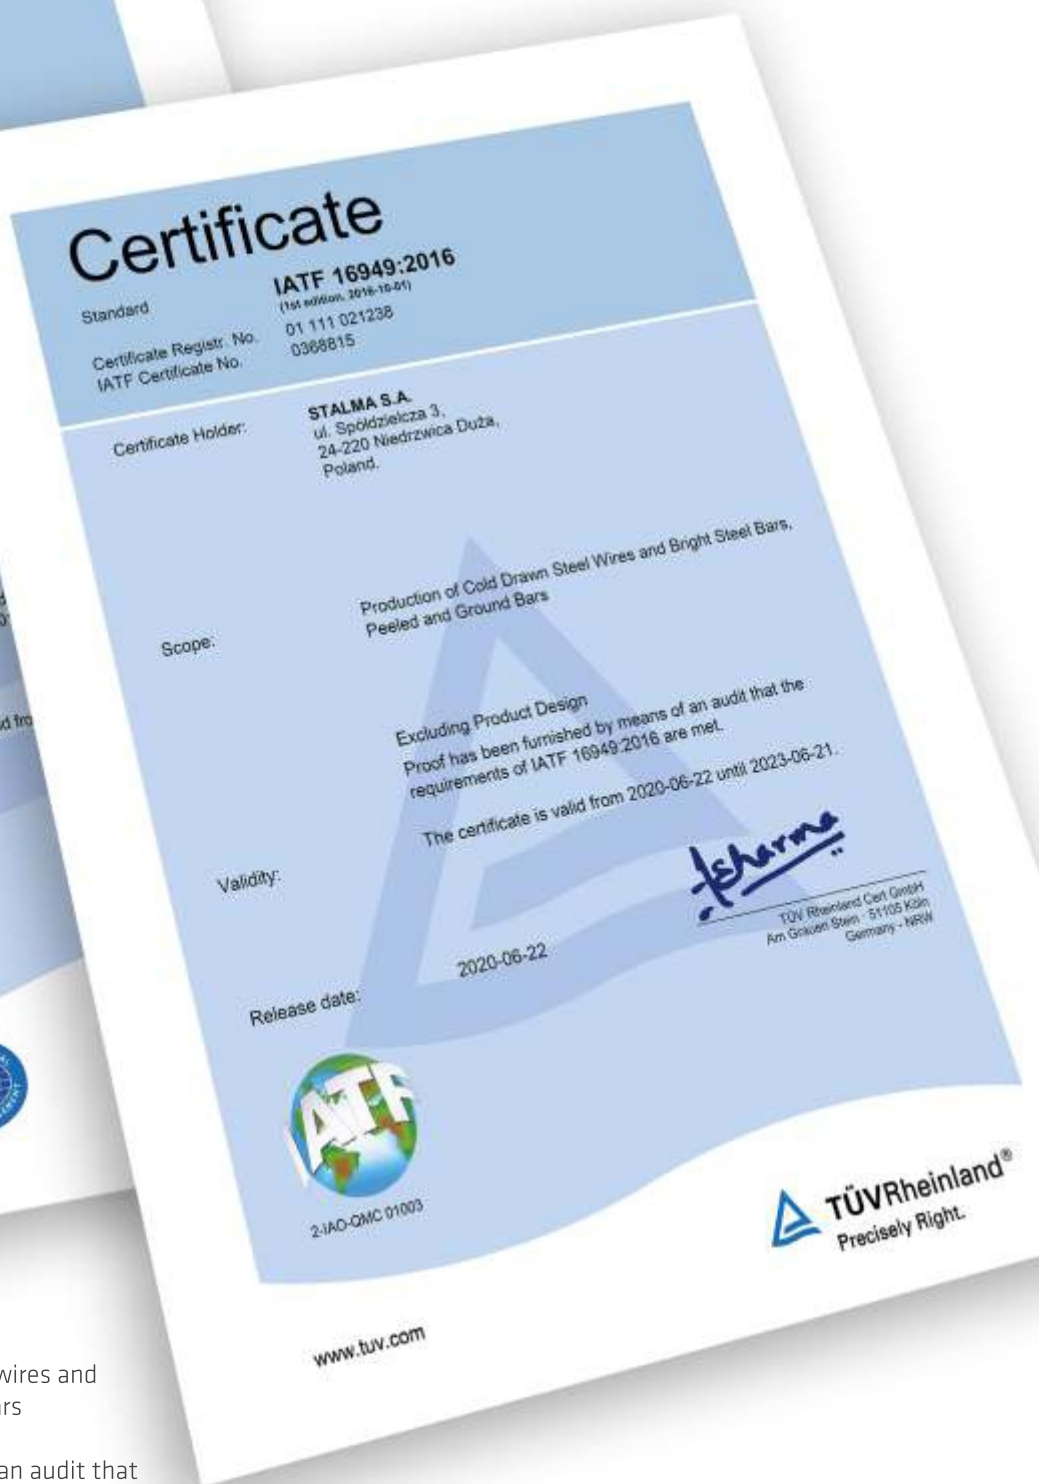 Certificate
Standard
IATF 16949:2016
(1st edition, 2016-10-01)
Certificate Registr. No.
01 111 021238
IATF Certificate No.
0368815
Certificate Holder:
STALMA S.A.
ul. Spółdzielcza 3,
24-220 Niedrzwica Duża,
Poland.
Scope:
Production of Cold Drawn Steel Wires and Bright Steel Bars,
Peeled and Ground Bars
Excluding Product Design
Proof has been furnished by means of an audit that the
requirements of IATF 16949:2016 are met.
Validity:
The certificate is valid from 2020-06-22 until 2023-06-21.
TÜV Rheinland Cert GmbH
Am Grauen Stein · 51105 Köln
Germany - NRW
Release date:
2020-06-22
IATF
2-IAO-QMC 01003
TÜVRheinland®
Precisely Right.
www.tuv.com
wires and
an audit that